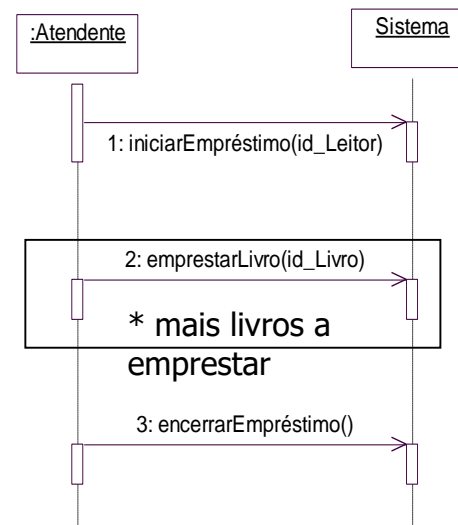 :Atendente
Sistema
1: iniciarEmpréstimo(id_Leitor)
2: emprestarLivro(id_Livro)
* mais livros a
emprestar
3: encerrarEmpréstimo()